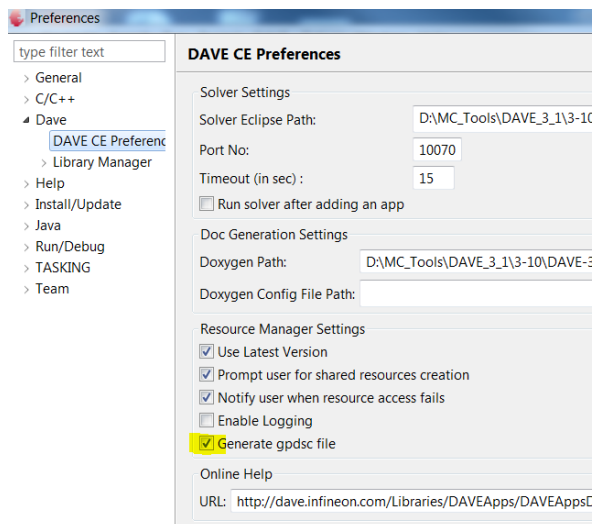 Preferences
type filter text
General
C/C++
Dave
DAVE CE Preferenc
Library Manager
Help
Install/Update
Java
Run/Debug
TASKING
Team
DAVE CE Preferences
Solver Settings
Solver Eclipse Path: D:\MC_Tools\DAVE_3_1\3-10
Port No: 10070
Timeout (in sec) : 15
Run solver after adding an app
Doc Generation Settings
Doxygen Path: D:\MC_Tools\DAVE_3_1\3-10\DAVE-3
Doxygen Config File Path:
Resource Manager Settings
Use Latest Version
Prompt user for shared resources creation
Notify user when resource access fails
Enable Logging
Generate gpdsc file
Online Help
URL: http://dave.infineon.com/Libraries/DAVEApps/DAVEAppsD